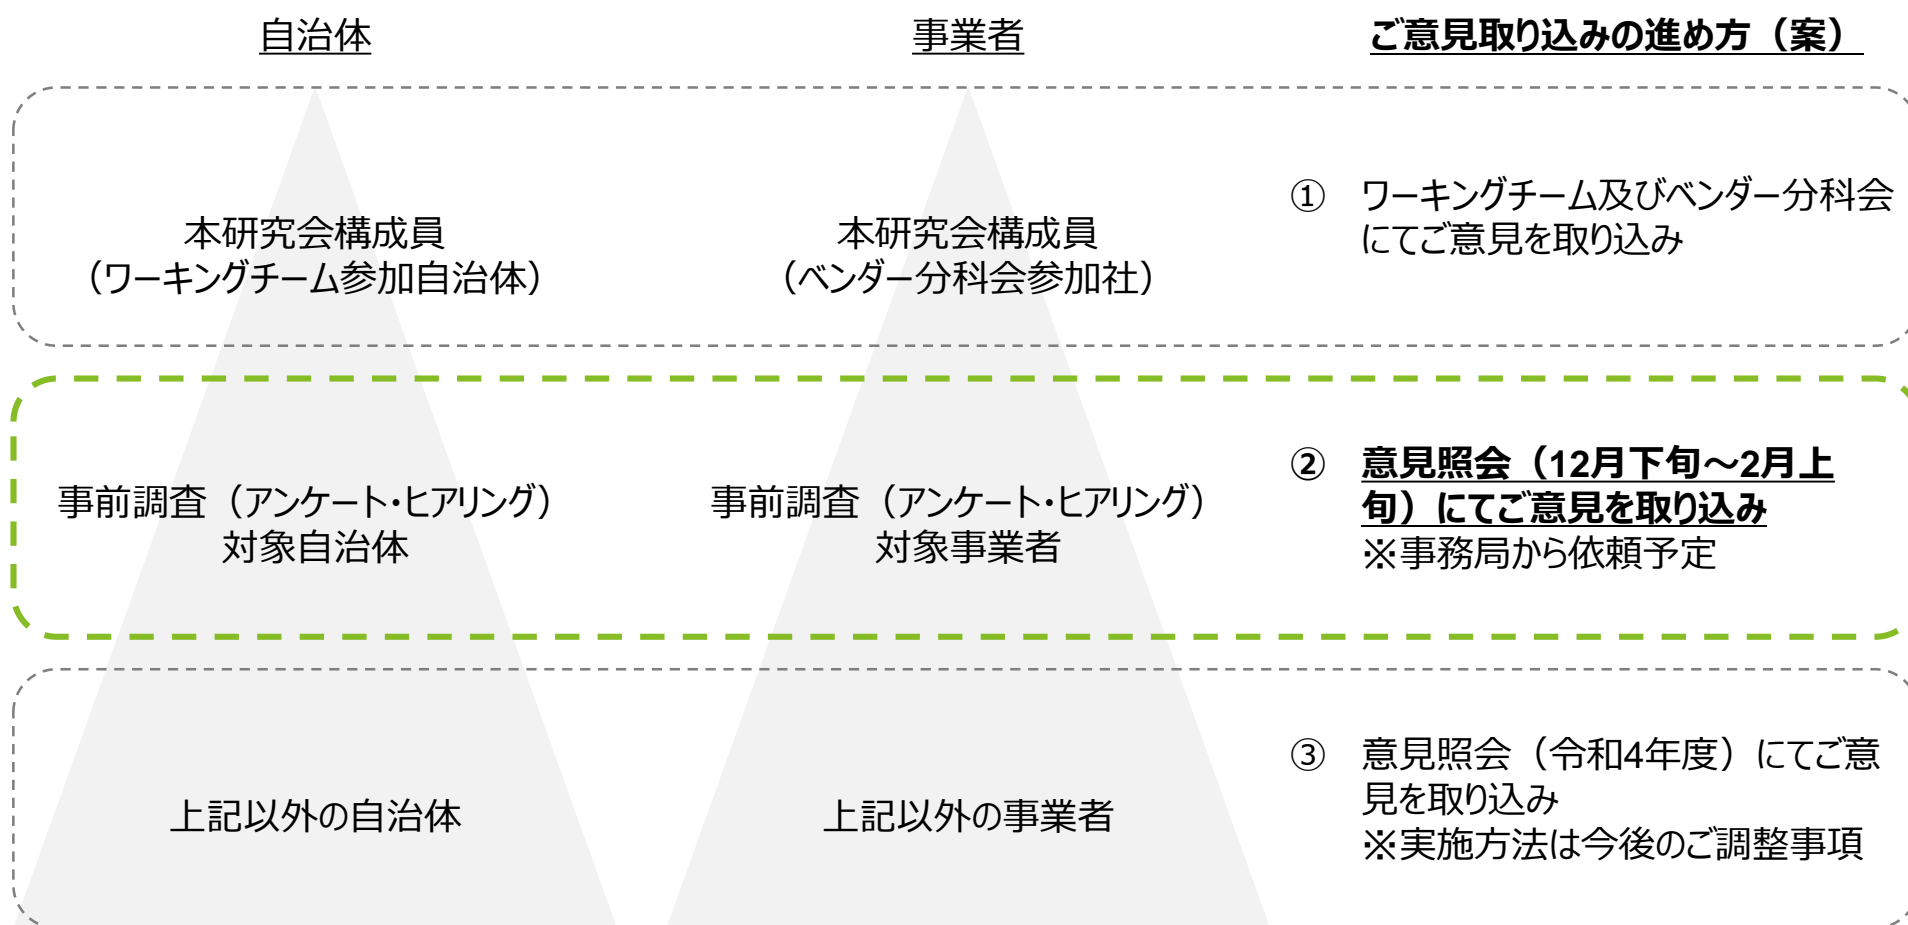 自治体
事業者
ご意見取り込みの進め方（案）
本研究会構成員
（ワーキングチーム参加自治体）
本研究会構成員
（ベンダー分科会参加社）
① ワーキングチーム及びベンダー分科会
にてご意見を取り込み
事前調査（アンケート・ヒアリング）
対象自治体
事前調査（アンケート・ヒアリング）
対象事業者
② 意見照会（12月下旬～2月上
旬）にてご意見を取り込み
※事務局から依頼予定
上記以外の自治体
上記以外の事業者
③ 意見照会（令和4年度）にてご意
見を取り込み
※実施方法は今後のご調整事項